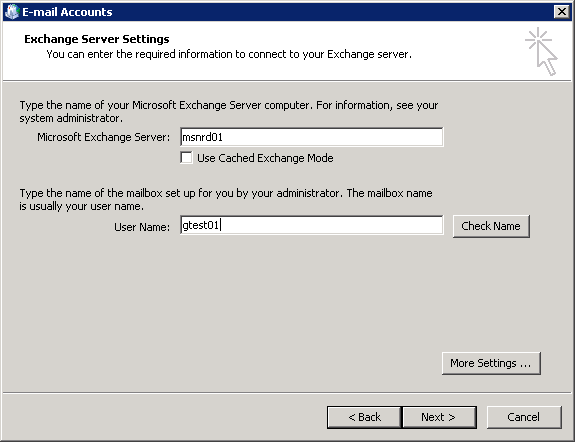 E-mail Accounts
Exchange Server Settings
You can enter the required information to connect to your Exchange server.
Type the name of your Microsoft Exchange Server computer. For information, see your
system administrator.
Microsoft Exchange Server: msnrd01
Use Cached Exchange Mode
Type the name of the mailbox set up for you by your administrator. The mailbox name
is usually your user name.
User Name: gtest01 Check Name
More Settings ...
< Back Next > Cancel